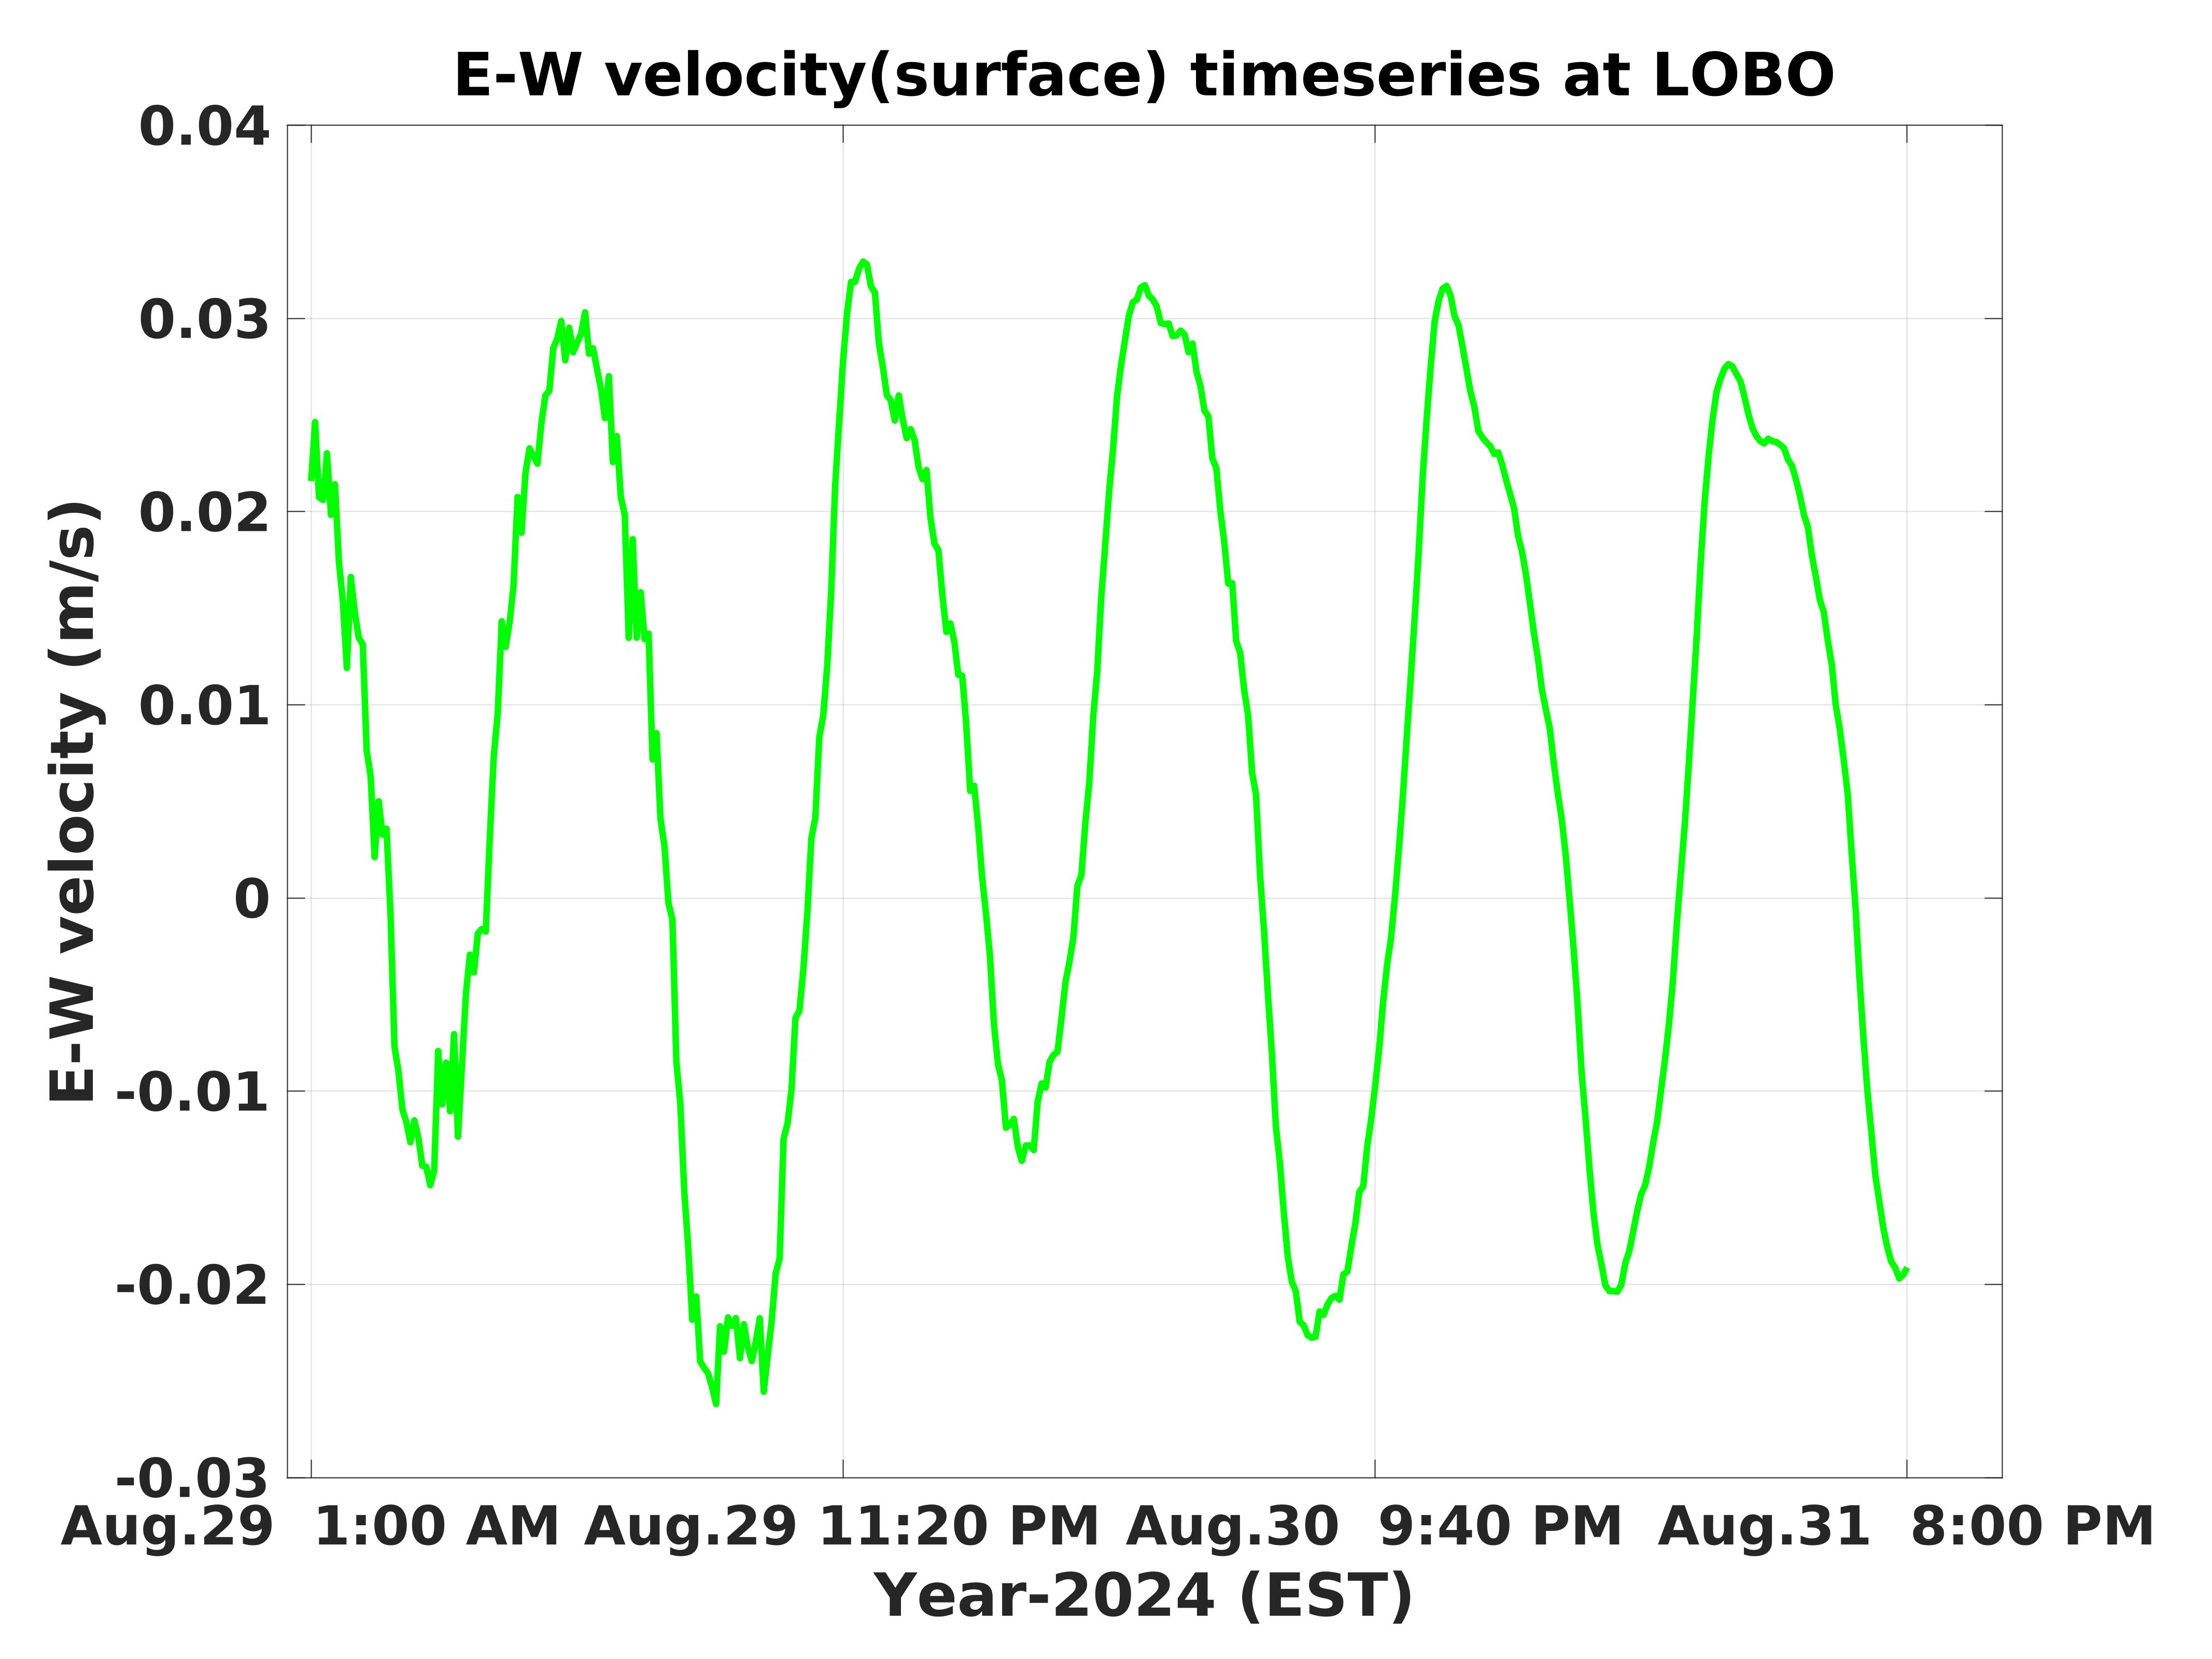 E-W velocity(surface) timeseries at LOBO
0.04
0.03
0.02
0.01
0
-0.01
-0.02
-0.03
E-W velocity (m/s)
Aug.29 1:00 AM Aug.29 11:20 PM Aug.30 9:40 PM Aug.31 8:00 PM
Year-2024 (EST)